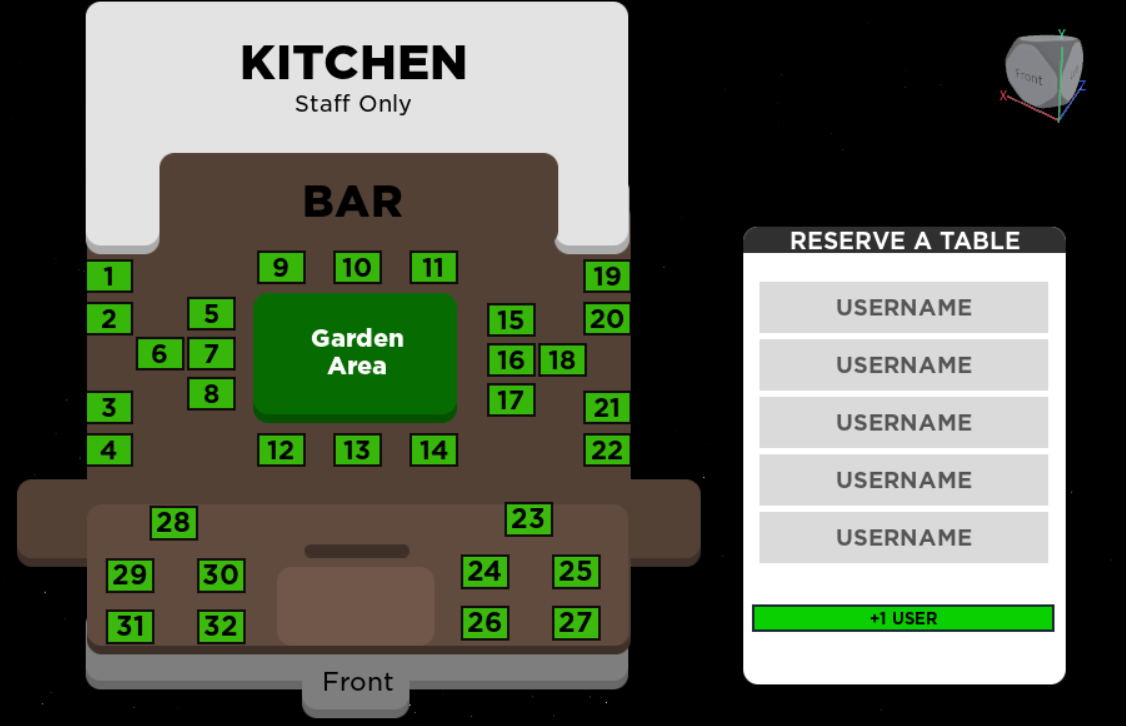 KITCHEN
Staff Only
BAR
1
2
3
4
5
6
7
8
9
10
11
Garden
Area
12
13
14
15
16
18
17
19
20
21
22
28
29
30
31
32
23
24
25
26
27
Front
RESERVE A TABLE
USERNAME
USERNAME
USERNAME
USERNAME
USERNAME
+1 USER
Y
Front
X
Z